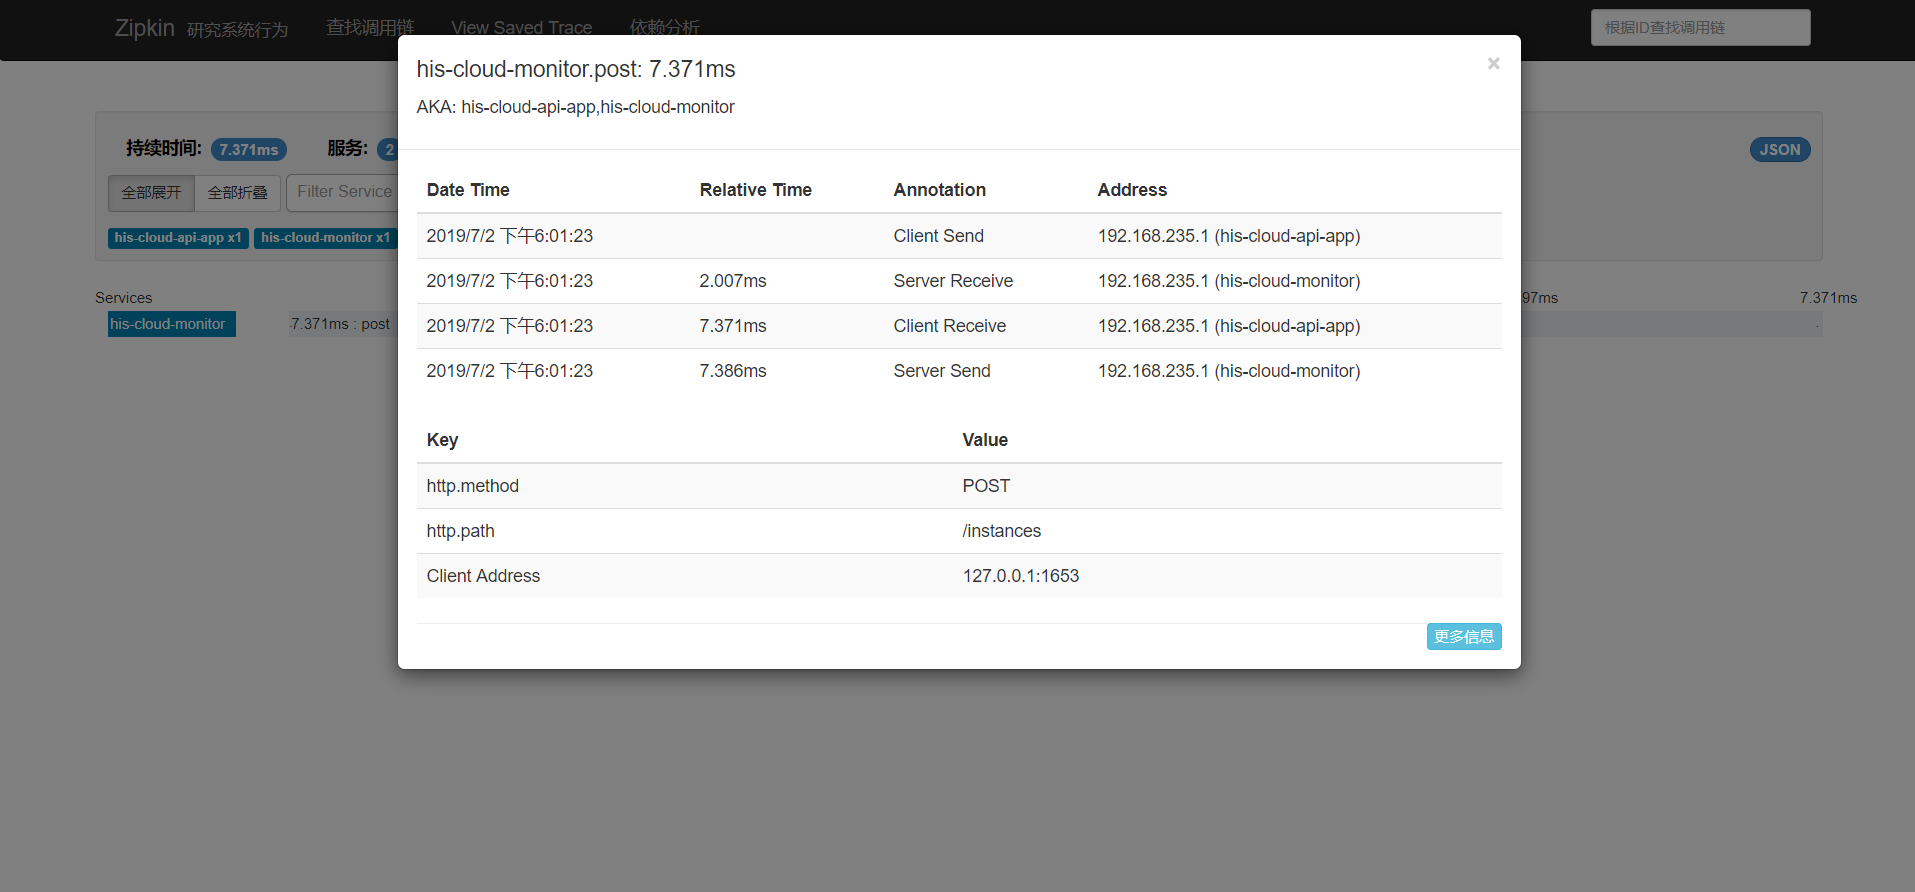 Zipkin 研究系统行为 查找调用链 View Saved Trace 依赖分析 根据ID查找调用链
his-cloud-monitor.post: 7.371ms ×
AKA: his-cloud-api-app,his-cloud-monitor
持续时间: 7.371ms 服务: 2 JSON
全部展开 全部折叠 Filter Service
his-cloud-api-app x1 his-cloud-monitor x1
Services 97ms 7.371ms
his-cloud-monitor ·7.371ms : post
Date Time Relative Time Annotation Address
2019/7/2 下午6:01:23 Client Send 192.168.235.1 (his-cloud-api-app)
2019/7/2 下午6:01:23 2.007ms Server Receive 192.168.235.1 (his-cloud-monitor)
2019/7/2 下午6:01:23 7.371ms Client Receive 192.168.235.1 (his-cloud-api-app)
2019/7/2 下午6:01:23 7.386ms Server Send 192.168.235.1 (his-cloud-monitor)
Key Value
http.method POST
http.path /instances
Client Address 127.0.0.1:1653
更多信息